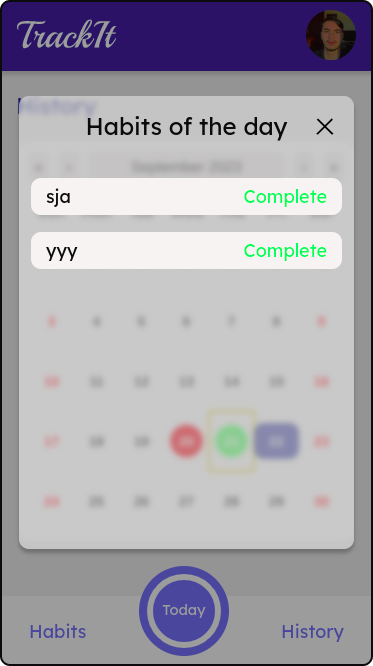 TrackIt
History
Habits of the day
September 2023
sja Complete
yyy Complete
3 4 5 6 7 8 9
10 11 12 13 14 15 16
17 18 19 20 21 22 23
24 25 26 27 28 29 30
Today
Habits History